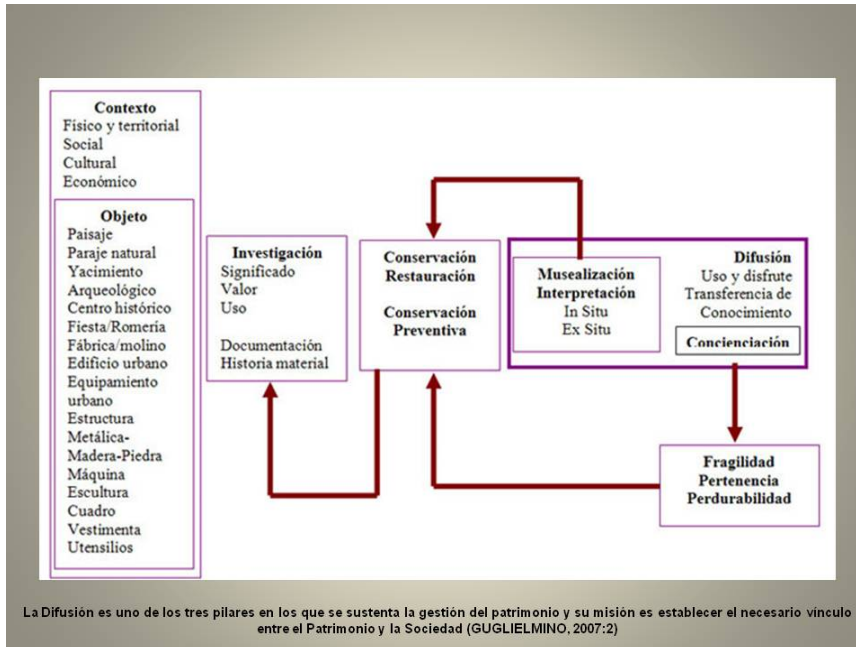 Contexto
Físico y territorial
Social
Cultural
Económico
Objeto
Paisaje
Paraje natural
Yacimiento
Arqueológico
Centro histórico
Fiesta/Romería
Fábrica/molino
Edificio urbano
Equipamiento
urbano
Estructura
Metálica-
Madera-Piedra
Máquina
Escultura
Cuadro
Vestimenta
Utensilios
Investigación
Significado
Valor
Uso
Documentación
Historia material
Conservación
Restauración
Conservación
Preventiva
Musealización
Interpretación
In Situ
Ex Situ
Difusión
Uso y disfrute
Transferencia de
Conocimiento
Concienciación
Fragilidad
Pertenencia
Perdurabilidad
La Difusión es uno de los tres pilares en los que se sustenta la gestión del patrimonio y su misión es establecer el necesario vínculo
entre el Patrimonio y la Sociedad (GUGLIELMINO, 2007:2)